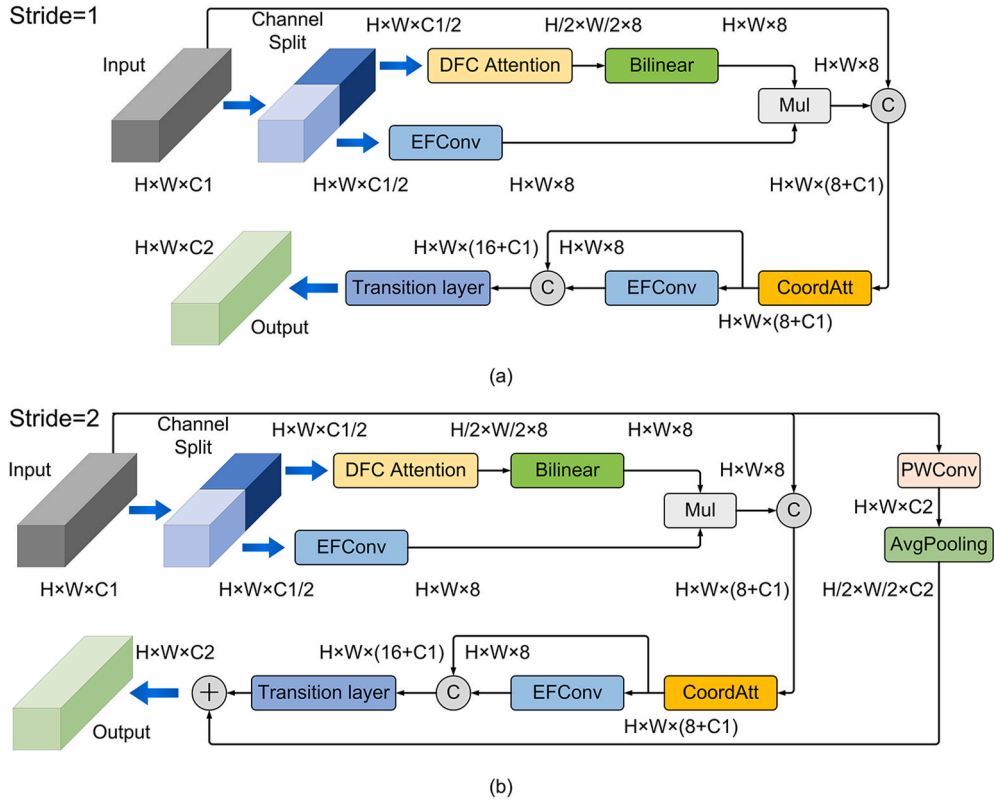 Stride=1
Channel
Split
H×W×C1/2
H/2×W/2×8
H×W×8
Input
DFC Attention
Bilinear
H×W×8
Mul
C
EFConv
H×W×C1
H×W×C1/2
H×W×8
H×W×(8+C1)
H×W×C2
H×W×(16+C1)
H×W×8
Transition layer
C
EFConv
CoordAtt
Output
H×W×(8+C1)
(a)
Stride=2
Channel
Split
H×W×C1/2
H/2×W/2×8
H×W×8
Input
DFC Attention
Bilinear
H×W×8
PWConv
H×W×C2
Mul
C
EFConv
AvgPooling
H×W×C1
H×W×C1/2
H×W×8
H×W×(8+C1)
H/2×W/2×C2
H×W×C2
H×W×(16+C1)
H×W×8
+
Transition layer
C
EFConv
CoordAtt
Output
H×W×(8+C1)
(b)